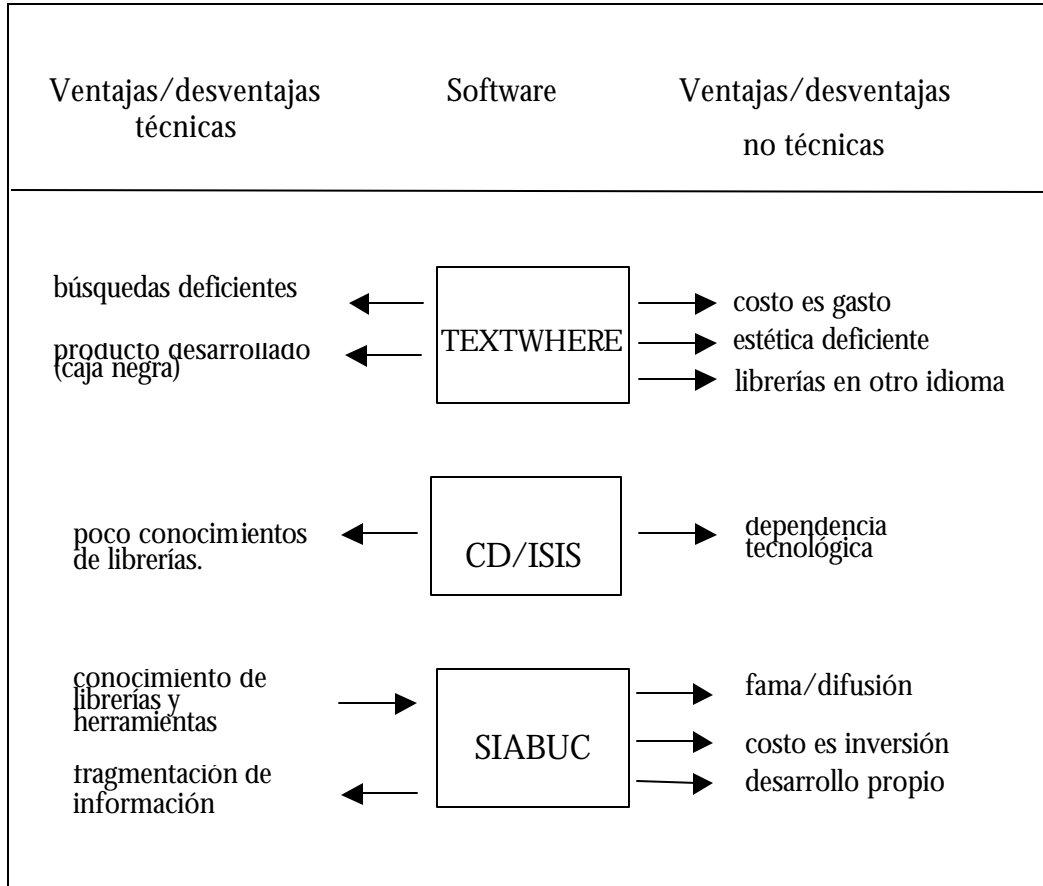 Ventajas/desventajas
técnicas
Software
Ventajas/desventajas
no técnicas
búsquedas deficientes
producto desarrollado
(caja negra)
TEXTWHERE
costo es gasto
estética deficiente
librerías en otro idioma
poco conocimientos
de librerías.
CD/ISIS
dependencia
tecnológica
conocimiento de
librerías y
herramientas
fragmentación de
información
SIABUC
fama/difusión
costo es inversión
desarrollo propio